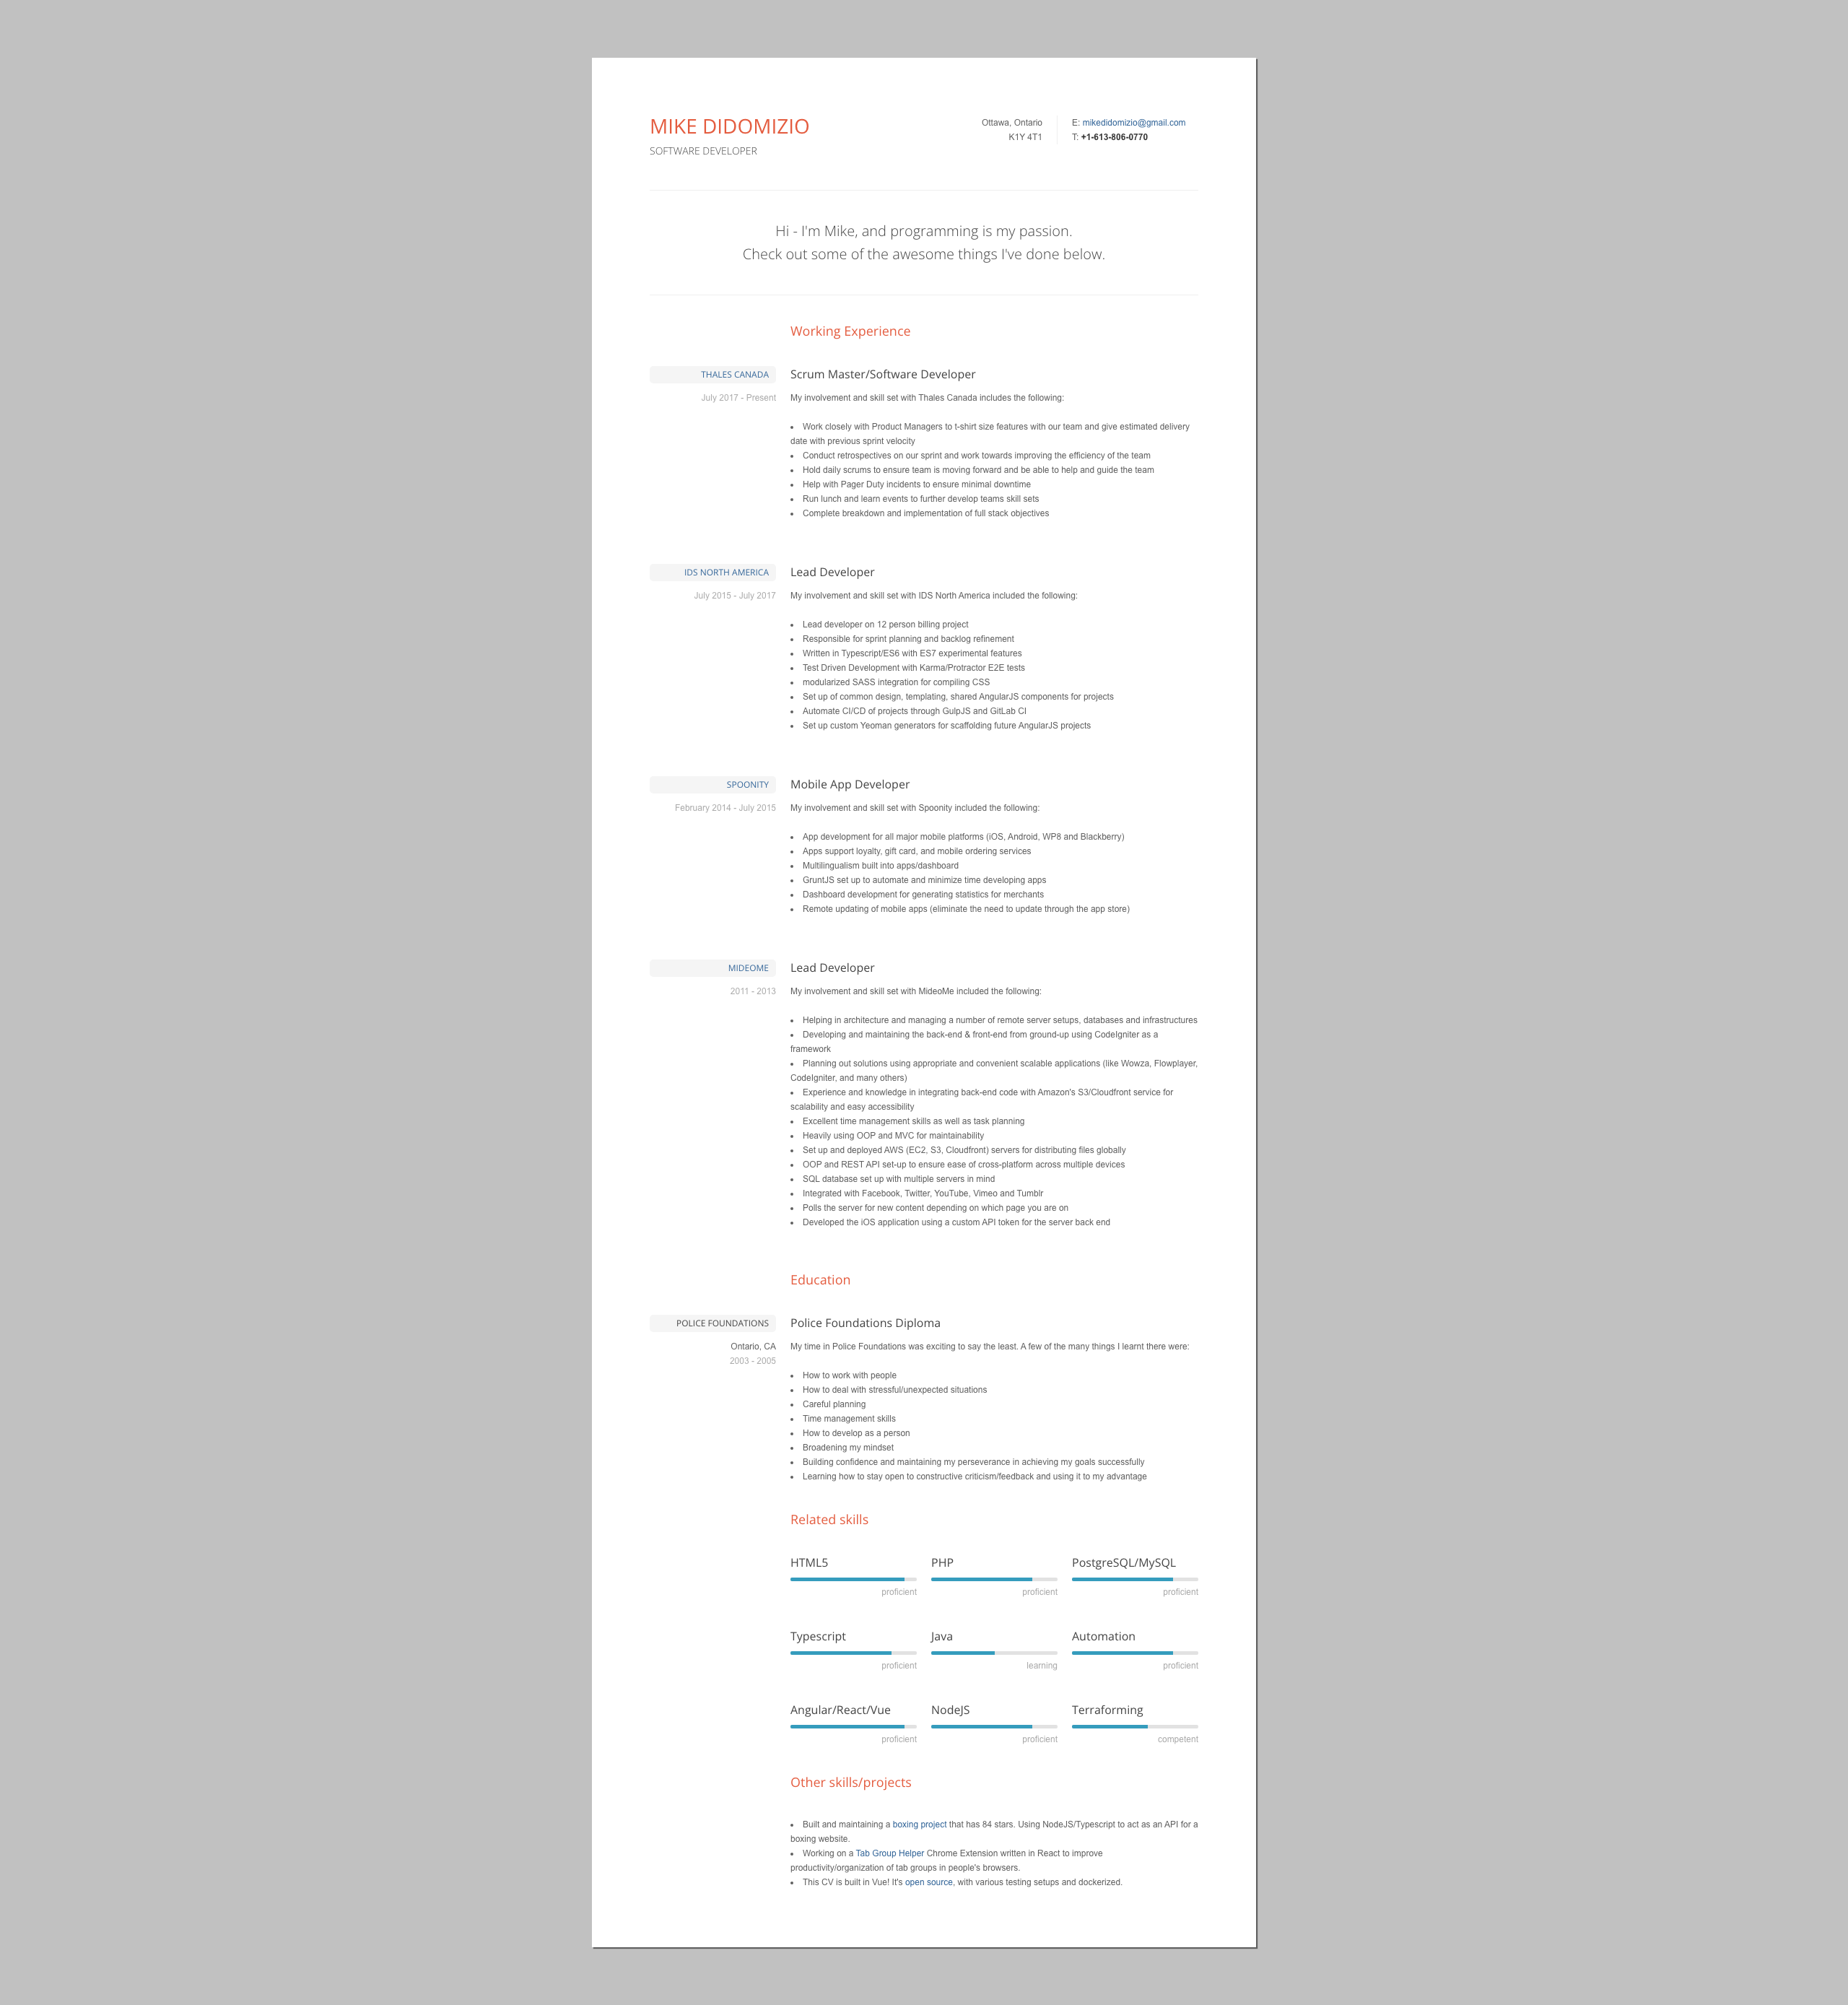 MIKE DIDOMIZIO
SOFTWARE DEVELOPER
Ottawa, Ontario
K1Y 4T1
E: mikedidomizio@gmail.com
T: +1-613-806-0770
Hi - I'm Mike, and programming is my passion.
Check out some of the awesome things I've done below.
Working Experience
THALES CANADA
July 2017 - Present
Scrum Master/Software Developer
My involvement and skill set with Thales Canada includes the following:
• Work closely with Product Managers to t-shirt size features with our team and give estimated delivery
date with previous sprint velocity
• Conduct retrospectives on our sprint and work towards improving the efficiency of the team
• Hold daily scrums to ensure team is moving forward and be able to help and guide the team
• Help with Pager Duty incidents to ensure minimal downtime
• Run lunch and learn events to further develop teams skill sets
• Complete breakdown and implementation of full stack objectives
IDS NORTH AMERICA
July 2015 - July 2017
Lead Developer
My involvement and skill set with IDS North America included the following:
• Lead developer on 12 person billing project
• Responsible for sprint planning and backlog refinement
• Written in Typescript/ES6 with ES7 experimental features
• Test Driven Development with Karma/Protractor E2E tests
• modularized SASS integration for compiling CSS
• Set up of common design, templating, shared AngularJS components for projects
• Automate CI/CD of projects through GulpJS and GitLab CI
• Set up custom Yeoman generators for scaffolding future AngularJS projects
SPOONITY
February 2014 - July 2015
Mobile App Developer
My involvement and skill set with Spoonity included the following:
• App development for all major mobile platforms (iOS, Android, WP8 and Blackberry)
• Apps support loyalty, gift card, and mobile ordering services
• Multilingualism built into apps/dashboard
• GruntJS set up to automate and minimize time developing apps
• Dashboard development for generating statistics for merchants
• Remote updating of mobile apps (eliminate the need to update through the app store)
MIDEOME
2011 - 2013
Lead Developer
My involvement and skill set with MideoMe included the following:
• Helping in architecture and managing a number of remote server setups, databases and infrastructures
• Developing and maintaining the back-end & front-end from ground-up using CodeIgniter as a
framework
• Planning out solutions using appropriate and convenient scalable applications (like Wowza, Flowplayer,
CodeIgniter, and many others)
• Experience and knowledge in integrating back-end code with Amazon's S3/Cloudfront service for
scalability and easy accessibility
• Excellent time management skills as well as task planning
• Heavily using OOP and MVC for maintainability
• Set up and deployed AWS (EC2, S3, Cloudfront) servers for distributing files globally
• OOP and REST API set-up to ensure ease of cross-platform across multiple devices
• SQL database set up with multiple servers in mind
• Integrated with Facebook, Twitter, YouTube, Vimeo and Tumblr
• Polls the server for new content depending on which page you are on
• Developed the iOS application using a custom API token for the server back end
Education
POLICE FOUNDATIONS
Ontario, CA
2003 - 2005
Police Foundations Diploma
My time in Police Foundations was exciting to say the least. A few of the many things I learnt there were:
• How to work with people
• How to deal with stressful/unexpected situations
• Careful planning
• Time management skills
• How to develop as a person
• Broadening my mindset
• Building confidence and maintaining my perseverance in achieving my goals successfully
• Learning how to stay open to constructive criticism/feedback and using it to my advantage
Related skills
HTML5
proficient
PHP
proficient
PostgreSQL/MySQL
proficient
Typescript
proficient
Java
learning
Automation
proficient
Angular/React/Vue
proficient
NodeJS
proficient
Terraforming
competent
Other skills/projects
• Built and maintaining a boxing project that has 84 stars. Using NodeJS/Typescript to act as an API for a
boxing website.
• Working on a Tab Group Helper Chrome Extension written in React to improve
productivity/organization of tab groups in people's browsers.
• This CV is built in Vue! It's open source, with various testing setups and dockerized.